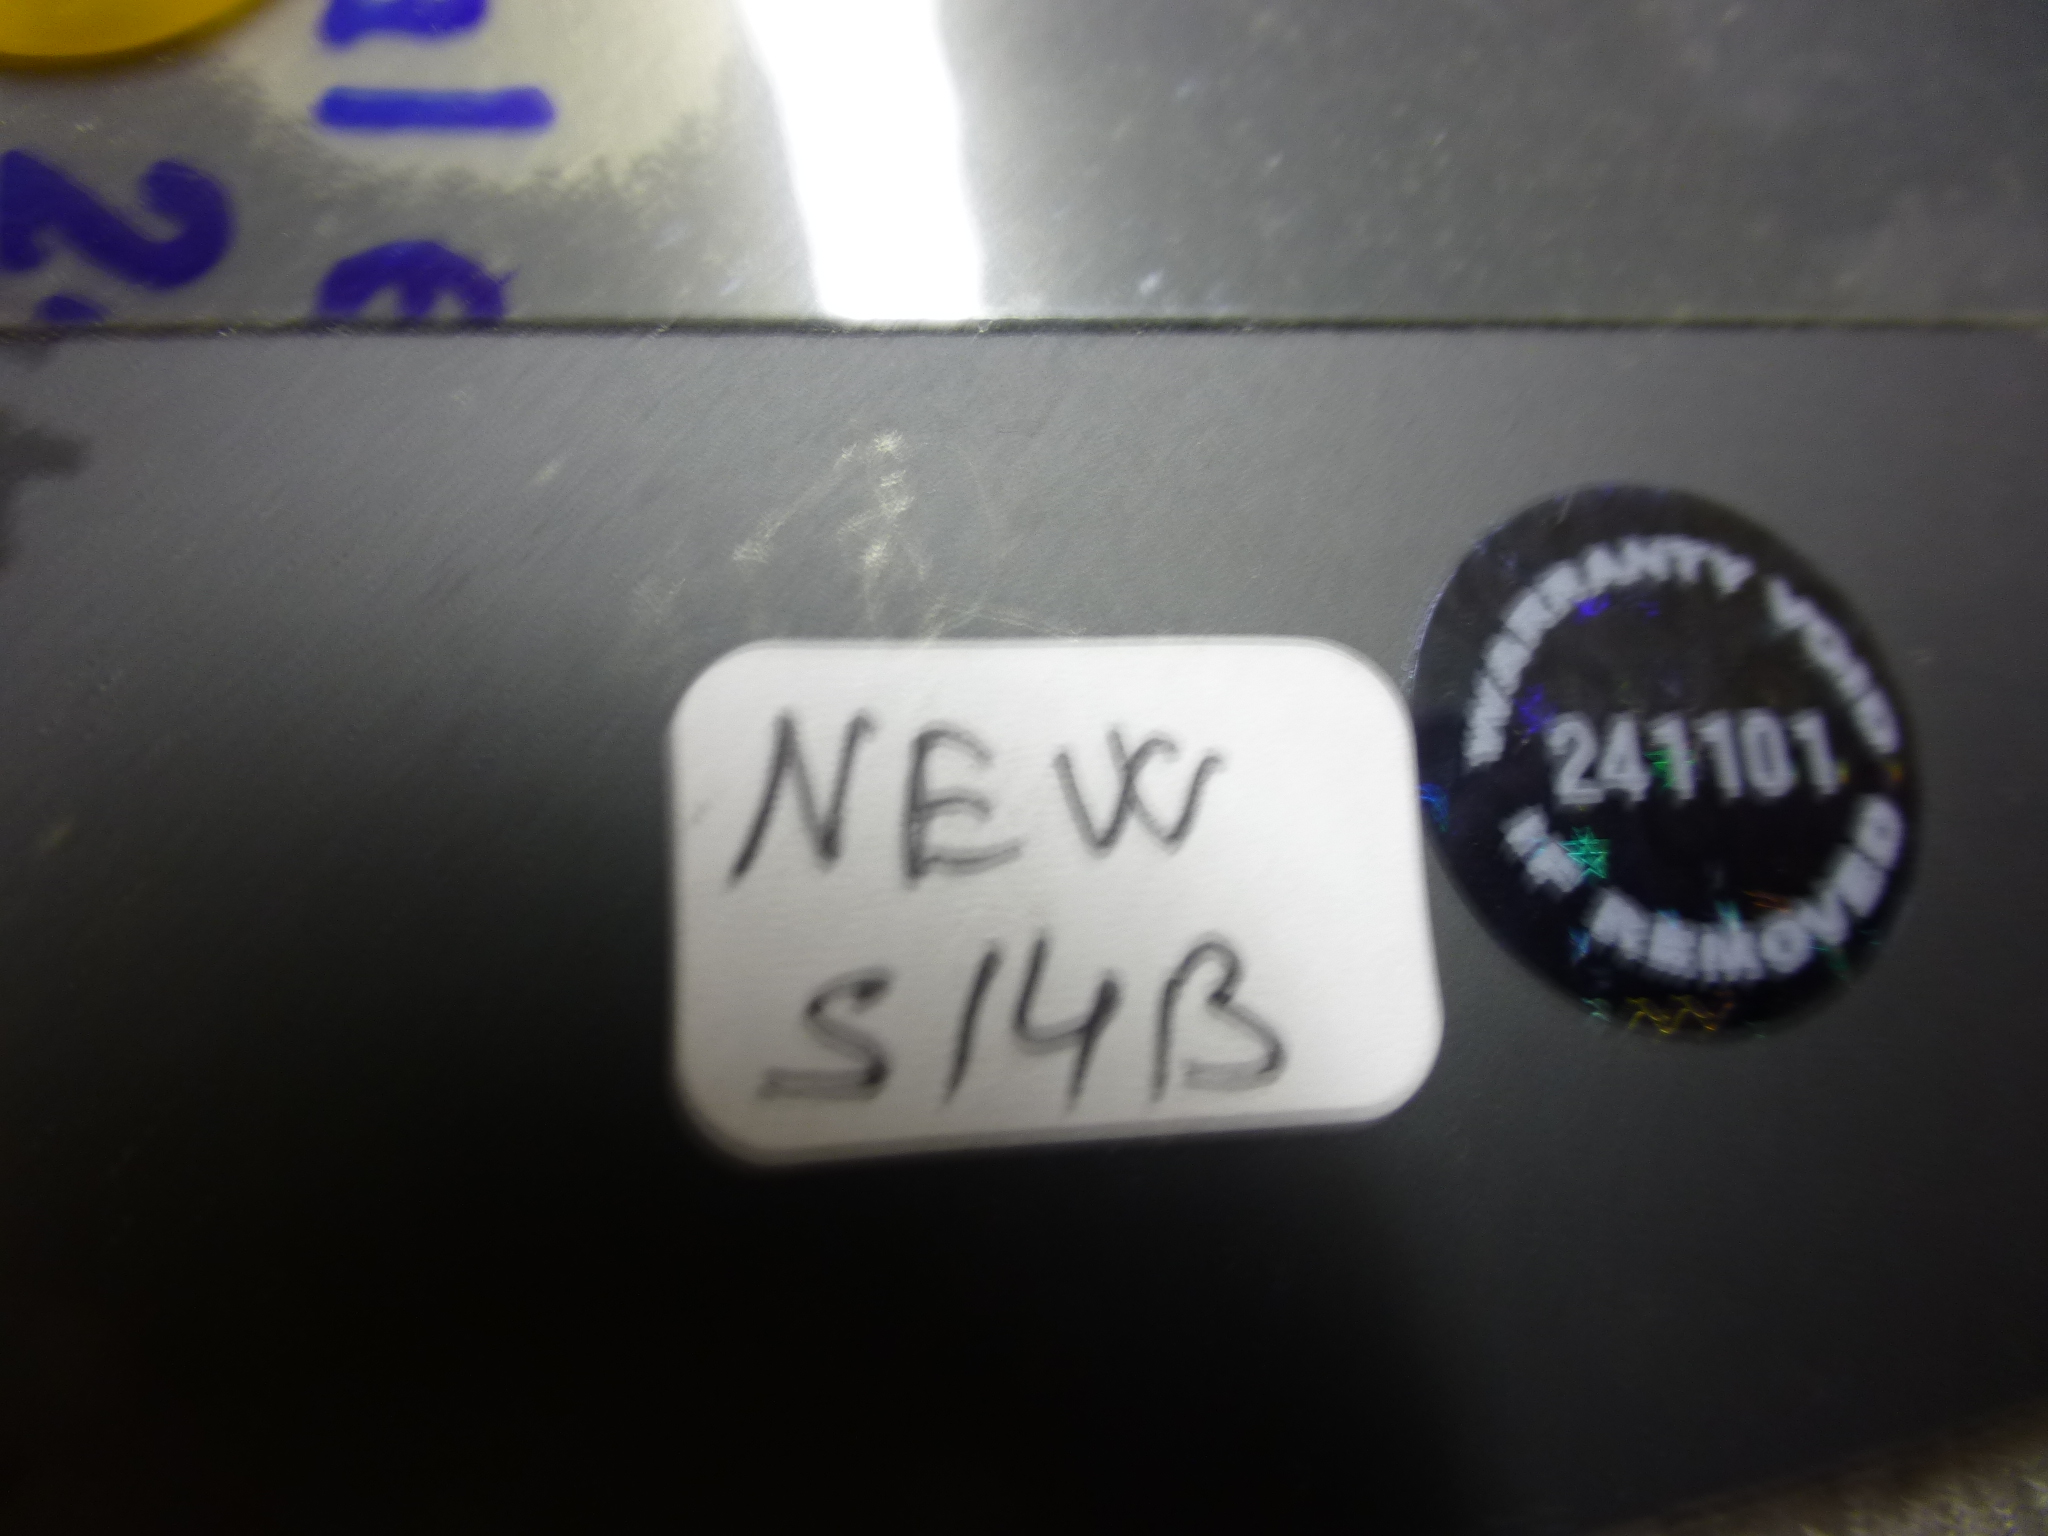 NEW
S14B
WARRANTY VOID
241101
IF REMOVED